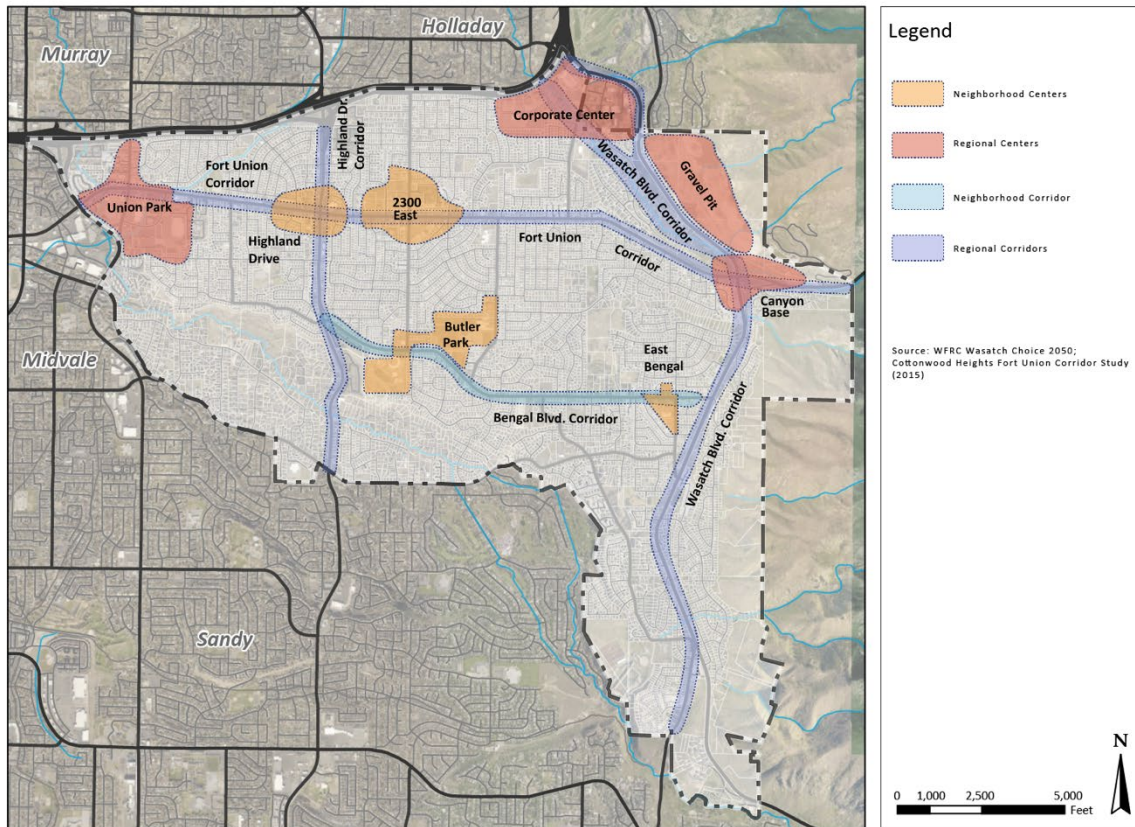 Murray
Holladay
Highland Dr.
Corridor
Corporate Center
Fort Union
Corridor
Wasatch Blvd. Corridor
Gravel Pit
Union Park
2300
East
Highland
Drive
Fort Union
Corridor
Canyon
Base
Midvale
Butler
Park
East
Bengal
Bengal Blvd. Corridor
Wasatch Blvd. Corridor
Sandy
Legend
Neighborhood Centers
Regional Centers
Neighborhood Corridor
Regional Corridors
Source: WFRC Wasatch Choice 2050;
Cottonwood Heights Fort Union Corridor Study
(2015)
N
0 1,000 2,500 5,000
Feet